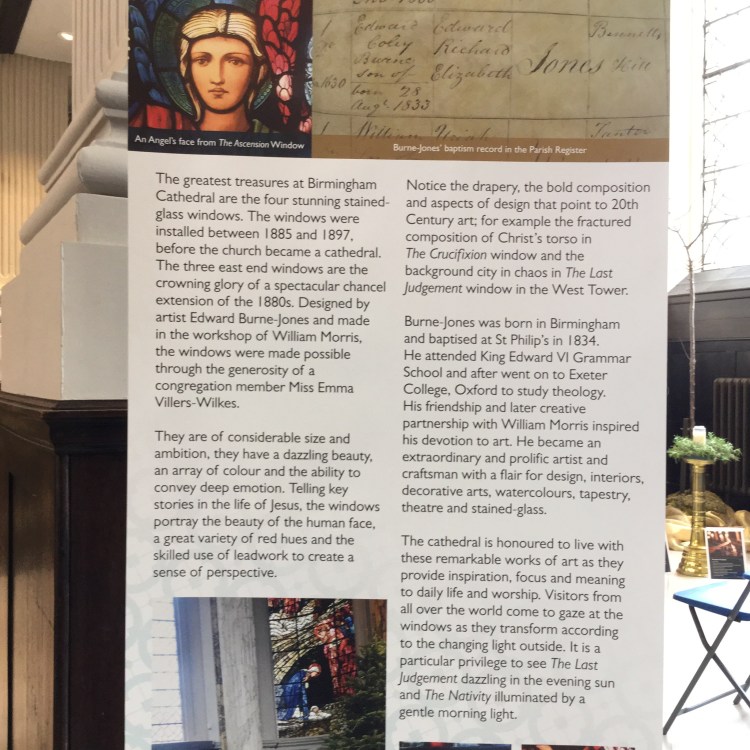 Edward Edward Bennetts
Coley Richard Jones Hill
Burne Elizabeth
son of
born 28
Augt 1833
William
An Angel's face from The Ascension Window
Burne-Jones' baptism record in the Parish Register
The greatest treasures at Birmingham
Cathedral are the four stunning stained-
glass windows. The windows were
installed between 1885 and 1897,
before the church became a cathedral.
The three east end windows are the
crowning glory of a spectacular chancel
extension of the 1880s. Designed by
artist Edward Burne-Jones and made
in the workshop of William Morris,
the windows were made possible
through the generosity of a
congregation member Miss Emma
Villers-Wilkes.
They are of considerable size and
ambition, they have a dazzling beauty,
an array of colour and the ability to
convey deep emotion. Telling key
stories in the life of Jesus, the windows
portray the beauty of the human face,
a great variety of red hues and the
skilled use of leadwork to create a
sense of perspective.
Notice the drapery, the bold composition
and aspects of design that point to 20th
Century art; for example the fractured
composition of Christ's torso in
The Crucifixion window and the
background city in chaos in The Last
Judgement window in the West Tower.
Burne-Jones was born in Birmingham
and baptised at St Philip's in 1834.
He attended King Edward VI Grammar
School and after went on to Exeter
College, Oxford to study theology.
His friendship and later creative
partnership with William Morris inspired
his devotion to art. He became an
extraordinary and prolific artist and
craftsman with a flair for design, interiors,
decorative arts, watercolours, tapestry,
theatre and stained-glass.
The cathedral is honoured to live with
these remarkable works of art as they
provide inspiration, focus and meaning
to daily life and worship. Visitors from
all over the world come to gaze at the
windows as they transform according
to the changing light outside. It is a
particular privilege to see The Last
Judgement dazzling in the evening sun
and The Nativity illuminated by a
gentle morning light.